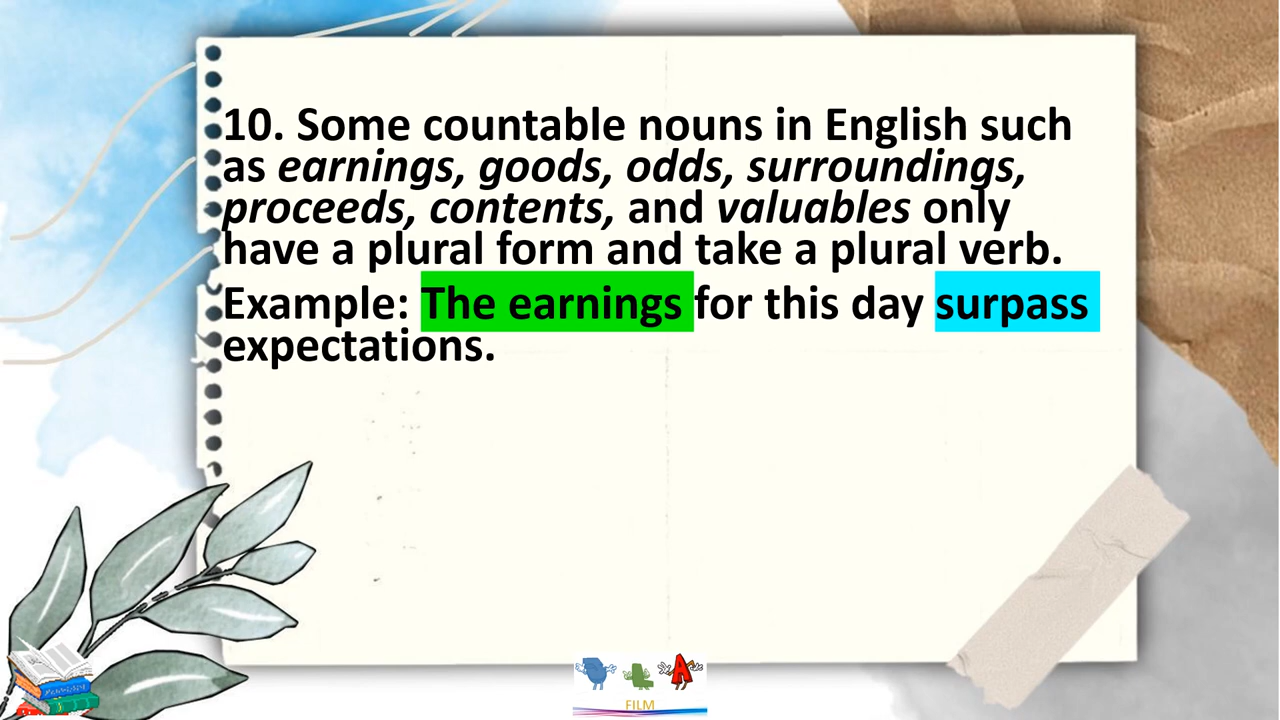 10. Some countable nouns in English such
as earnings, goods, odds, surroundings,
proceeds, contents, and valuables only
have a plural form and take a plural verb.
Example: The earnings for this day surpass
expectations.
FILM